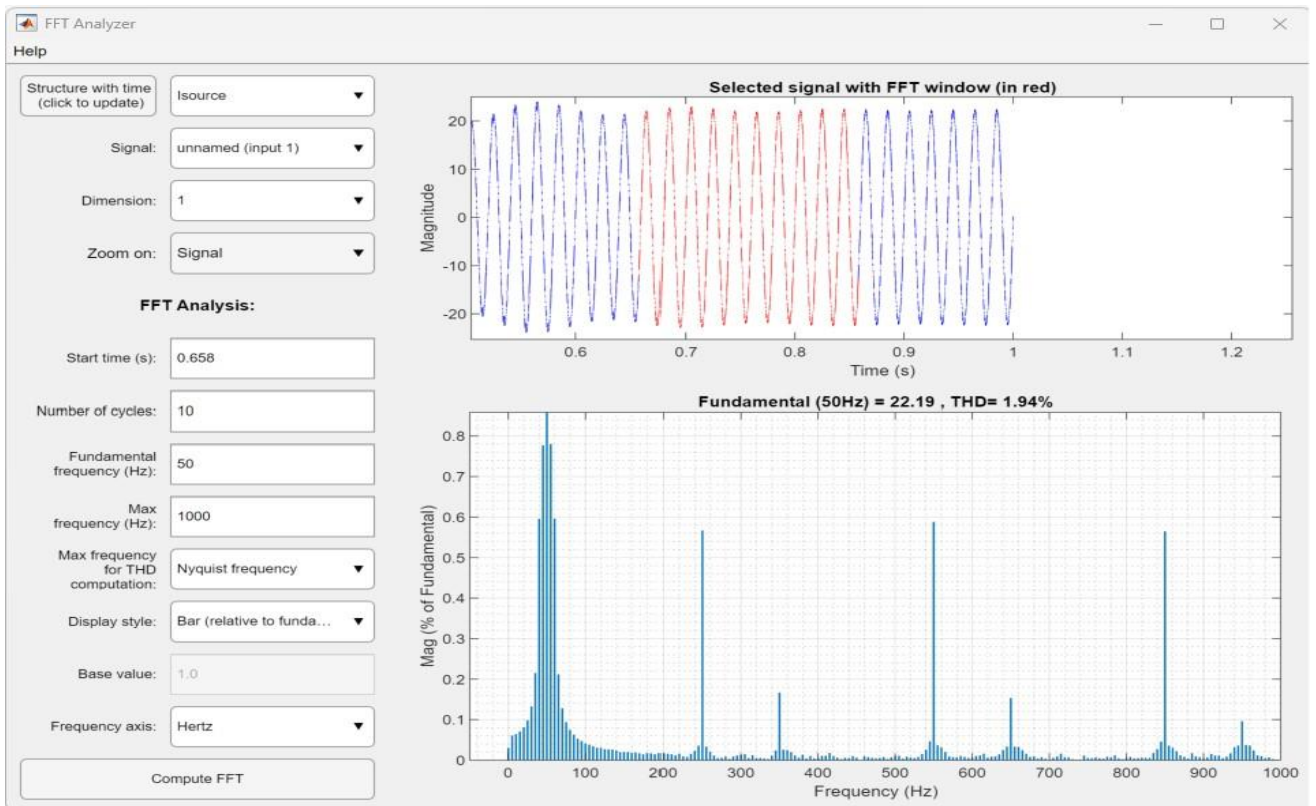 FFT Analyzer
Help
Structure with time
(click to update)
Isource
Signal:
unnamed (input 1)
Dimension:
1
Zoom on:
Signal
FFT Analysis:
Start time (s):
0.658
Number of cycles:
10
Fundamental
frequency (Hz):
50
Max
frequency (Hz):
1000
Max frequency
for THD
computation:
Nyquist frequency
Display style:
Bar (relative to funda...
Base value:
1.0
Frequency axis:
Hertz
Compute FFT
Selected signal with FFT window (in red)
Magnitude
20
10
0
-10
-20
0.6
0.7
0.8
0.9
1
1.1
1.2
Time (s)
Fundamental (50Hz) = 22.19 , THD= 1.94%
Mag (% of Fundamental)
0.8
0.7
0.6
0.5
0.4
0.3
0.2
0.1
0
0
100
200
300
400
500
600
700
800
900
1000
Frequency (Hz)